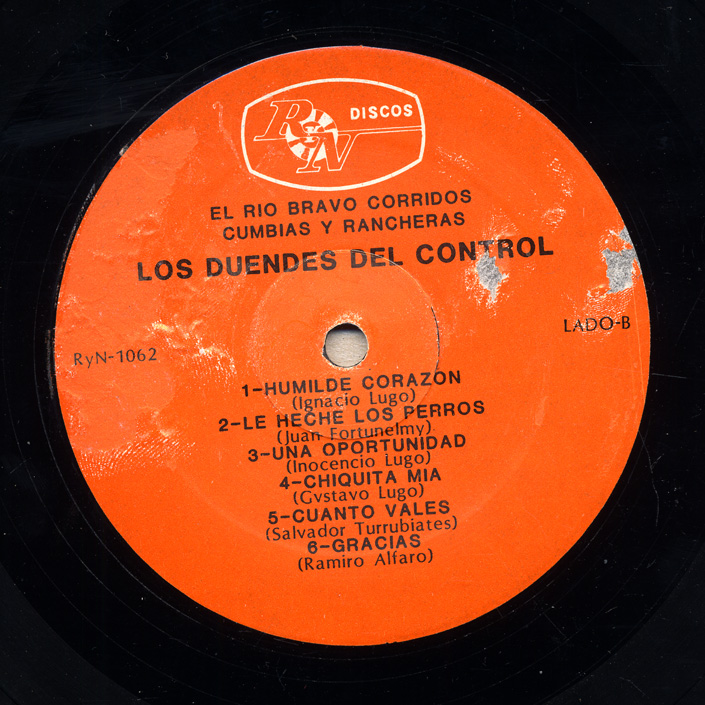 RN DISCOS
EL RIO BRAVO CORRIDOS
CUMBIAS Y RANCHERAS
LOS DUENDES DEL CONTROL
LADO-B
RyN-1062
1-HUMILDE CORAZON
(Ignacio Lugo)
2-LE HECHE LOS PERROS
(Juan Fortunelmy)
3-UNA OPORTUNIDAD
(Inocencio Lugo)
4-CHIQUITA MIA
(Gvstavo Lugo)
5-CUANTO VALES
(Salvador Turrubiates)
6-GRACIAS
(Ramiro Alfaro)